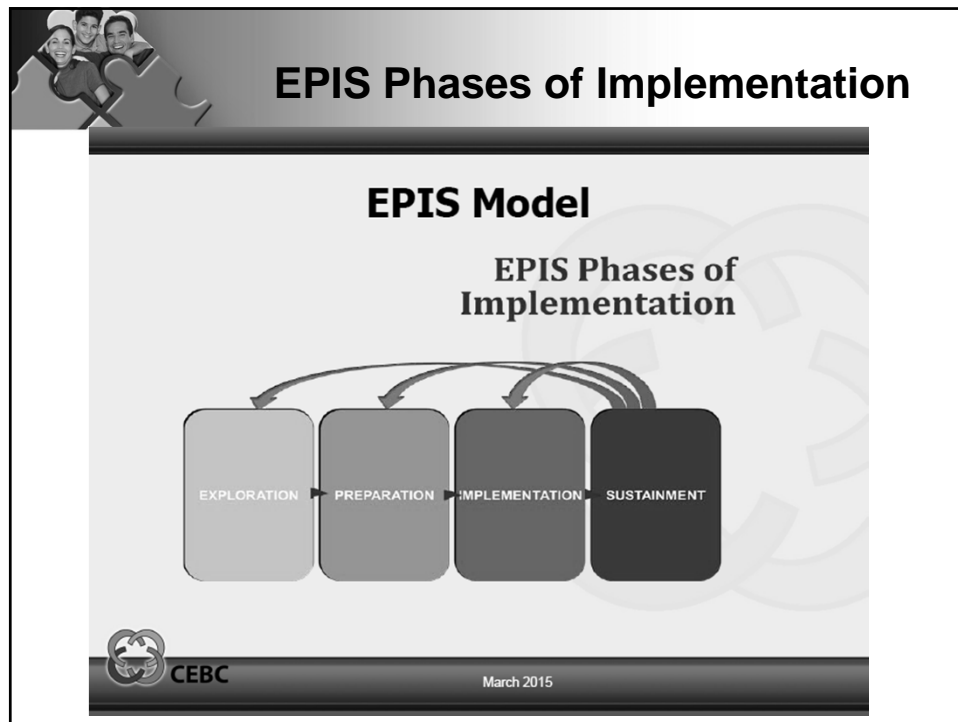 EPIS Phases of Implementation
EPIS Model
EPIS Phases of
Implementation
EXPLORATION PREPARATION IMPLEMENTATION SUSTAINMENT
CEBC
March 2015